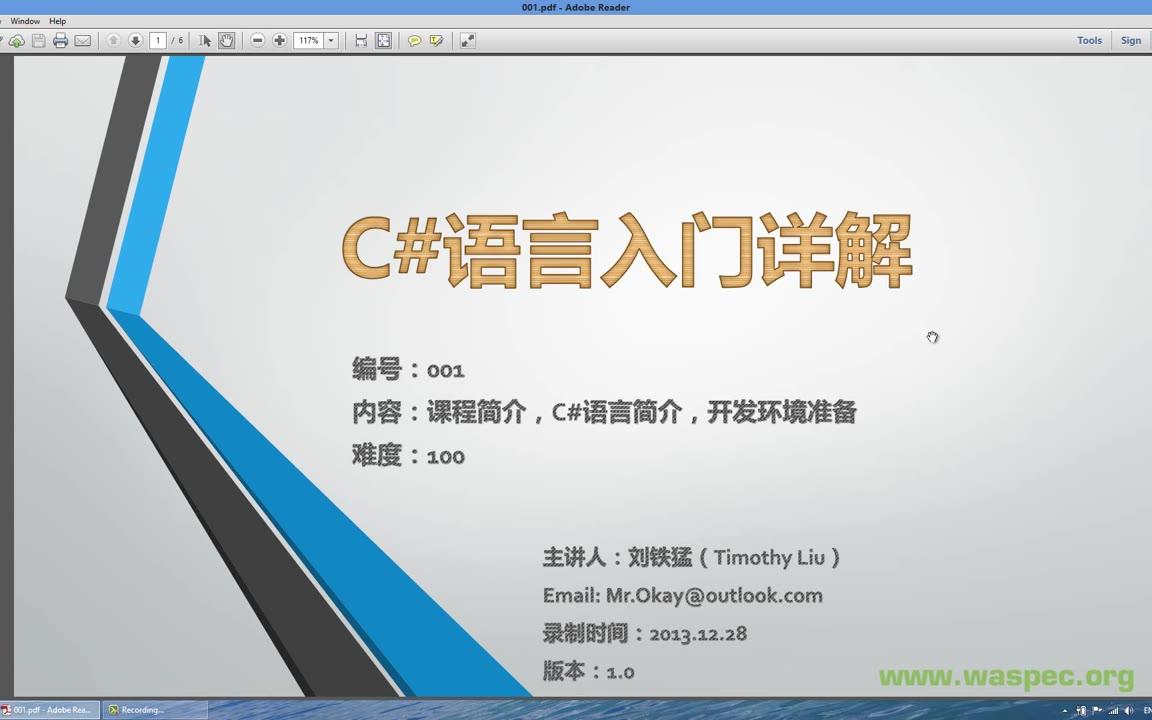 001.pdf - Adobe Reader
Window Help
1 / 6 117% Tools Sign
C#语言入门详解
编号：001
内容：课程简介，C#语言简介，开发环境准备
难度：100
主讲人：刘铁猛（Timothy Liu）
Email: Mr.Okay@outlook.com
录制时间：2013.12.28
版本：1.0
www.waspec.org
001.pdf - Adobe Rea... Recording... EN